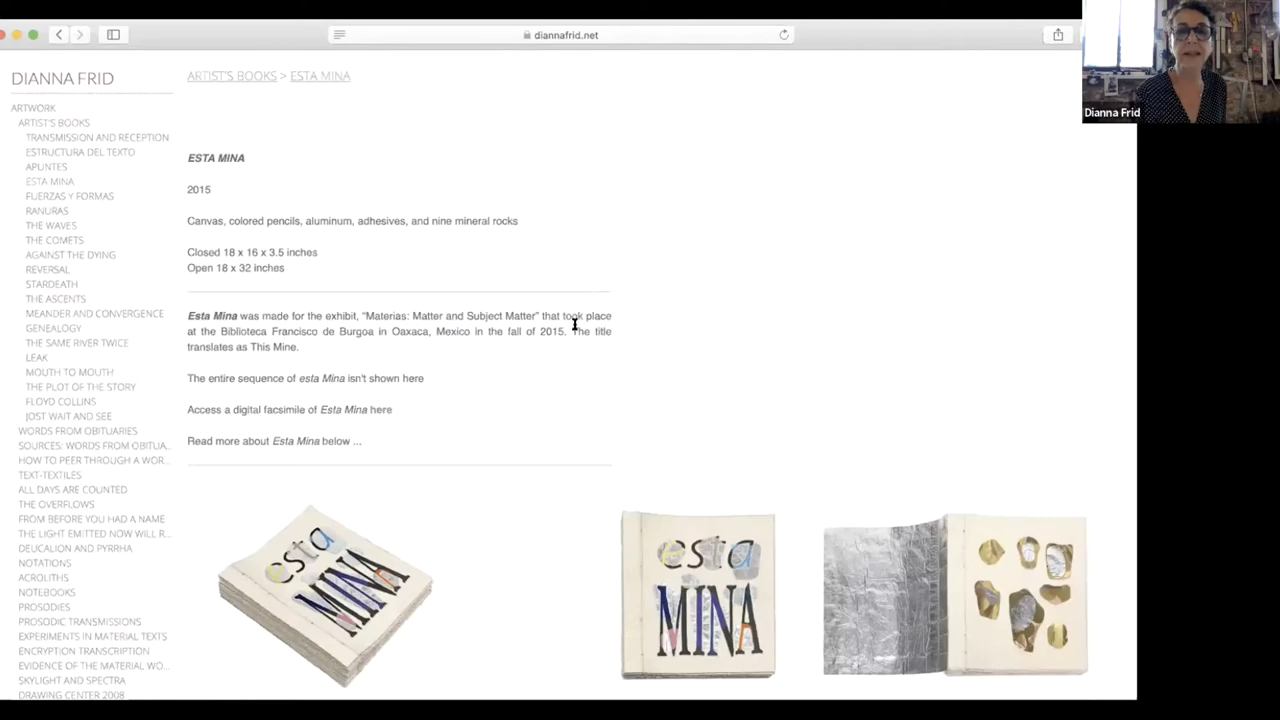 diannafrid.net
Dianna Frid
DIANNA FRID
ARTWORK
ARTIST'S BOOKS
TRANSMISSION AND RECEPTION
ESTRUCTURA DEL TEXTO
APUNTES
ESTA MINA
FUERZAS Y FORMAS
RANURAS
THE WAVES
THE COMETS
AGAINST THE DYING
REVERSAL
STARDEATH
THE ASCENTS
MEANDER AND CONVERGENCE
GENEALOGY
THE SAME RIVER TWICE
LEAK
MOUTH TO MOUTH
THE PLOT OF THE STORY
FLOYD COLLINS
JOST WAIT AND SEE
WORDS FROM OBITUARIES
SOURCES: WORDS FROM OBITUA...
HOW TO PEER THROUGH A WOR...
TEXT-TEXTILES
ALL DAYS ARE COUNTED
THE OVERFLOWS
FROM BEFORE YOU HAD A NAME
THE LIGHT EMITTED NOW WILL R...
DEUCALION AND PYRRHA
NOTATIONS
ACROLITHS
NOTEBOOKS
PROSODIES
PROSODIC TRANSMISSIONS
EXPERIMENTS IN MATERIAL TEXTS
ENCRYPTION TRANSCRIPTION
EVIDENCE OF THE MATERIAL WO...
SKYLIGHT AND SPECTRA
DRAWING CENTER 2008
ARTIST'S BOOKS > ESTA MINA
ESTA MINA
2015
Canvas, colored pencils, aluminum, adhesives, and nine mineral rocks
Closed 18 x 16 x 3.5 inches
Open 18 x 32 inches
Esta Mina was made for the exhibit, “Materias: Matter and Subject Matter” that took place
at the Biblioteca Francisco de Burgoa in Oaxaca, Mexico in the fall of 2015. The title
translates as This Mine.
The entire sequence of esta Mina isn't shown here
Access a digital facsimile of Esta Mina here
Read more about Esta Mina below ...
esta
MINA
esta
MINA